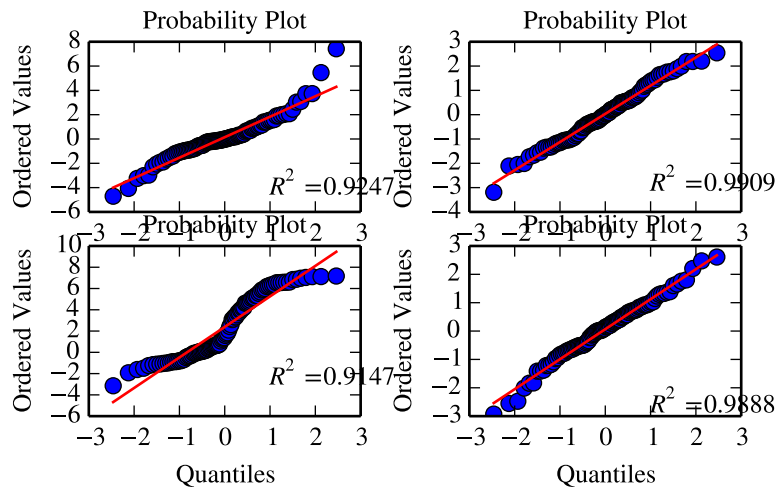 Probability Plot
8
6
4
2
0
−2
−4
−6
Ordered Values
R² =0.9247
−3 −2 −1 0 1 2 3
Probability Plot
3
2
1
0
−1
−2
−3
−4
Ordered Values
R² =0.9909
−3 −2 −1 0 1 2 3
Probability Plot
10
8
6
4
2
0
−2
−4
−6
Ordered Values
R² =0.9147
−3 −2 −1 0 1 2 3
Quantiles
Probability Plot
3
2
1
0
−1
−2
−3
Ordered Values
R² =0.9888
−3 −2 −1 0 1 2 3
Quantiles